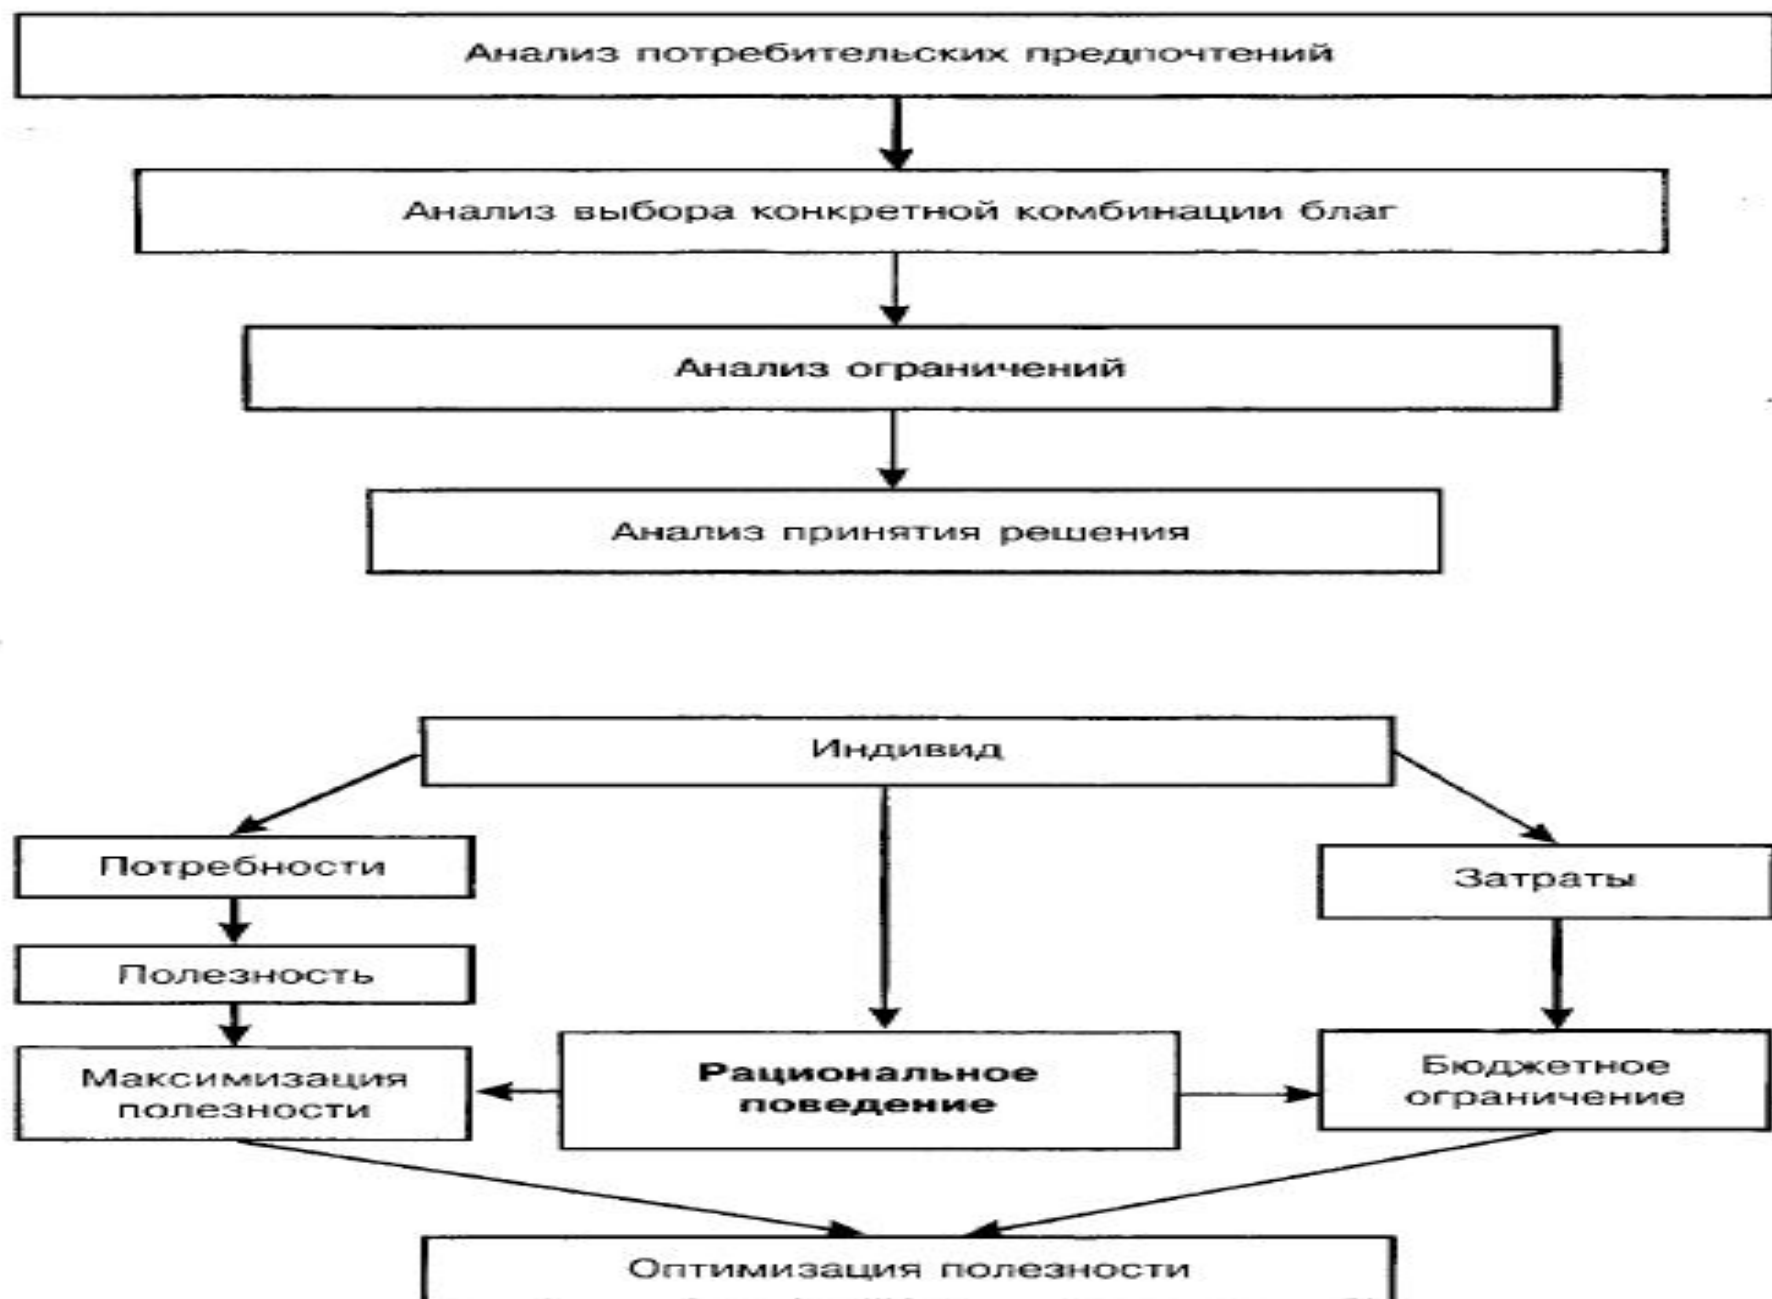 Анализ потребительских предпочтений
Анализ выбора конкретной комбинации благ
Анализ ограничений
Анализ принятия решения
Индивид
Потребности
Затраты
Полезность
Максимизация
полезности
Рациональное
поведение
Бюджетное
ограничение
Оптимизация полезности